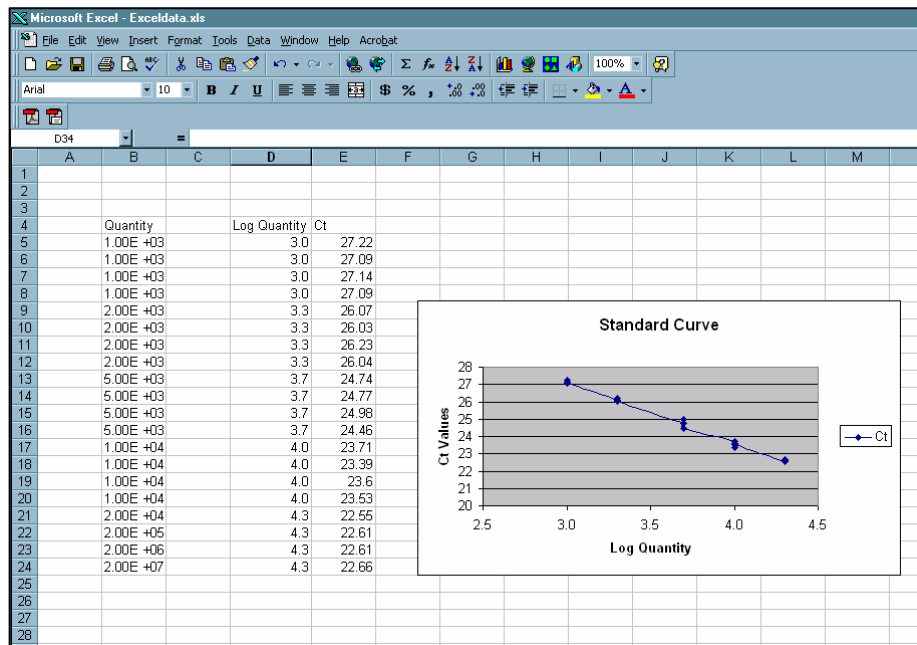 Microsoft Excel - Exceldata.xls
File Edit View Insert Format Tools Data Window Help Acrobat
100%
Arial 10 B I U $ % ,
D34 =
A B C D E F G H I J K L M
1
2
3
4 Quantity Log Quantity Ct
5 1.00E +03 3.0 27.22
6 1.00E +03 3.0 27.09
7 1.00E +03 3.0 27.14
8 1.00E +03 3.0 27.09
9 2.00E +03 3.3 26.07
10 2.00E +03 3.3 26.03
11 2.00E +03 3.3 26.23
12 2.00E +03 3.3 26.04
13 5.00E +03 3.7 24.74
14 5.00E +03 3.7 24.77
15 5.00E +03 3.7 24.98
16 5.00E +03 3.7 24.46
17 1.00E +04 4.0 23.71
18 1.00E +04 4.0 23.39
19 1.00E +04 4.0 23.6
20 1.00E +04 4.0 23.53
21 2.00E +04 4.3 22.55
22 2.00E +05 4.3 22.61
23 2.00E +06 4.3 22.61
24 2.00E +07 4.3 22.66
25
26
27
28
Standard Curve
Ct Values
28
27
26
25
24
23
22
21
20
2.5 3.0 3.5 4.0 4.5
Log Quantity
Ct